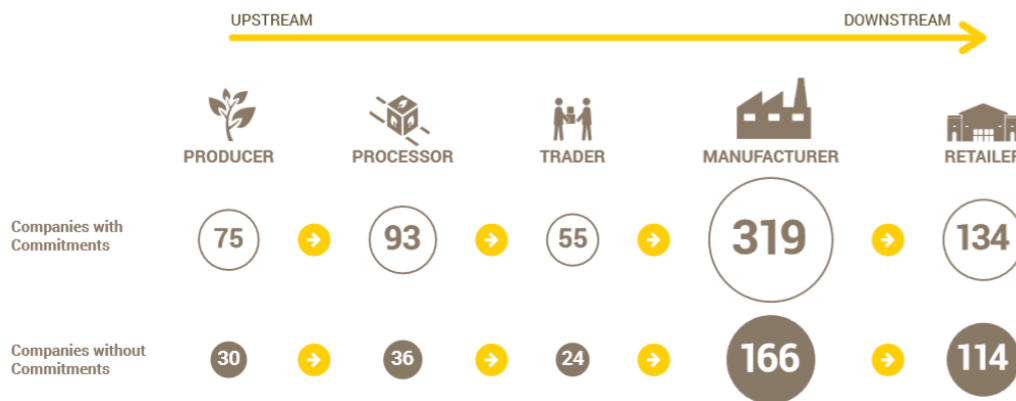 UPSTREAM DOWNSTREAM
PRODUCER PROCESSOR TRADER MANUFACTURER RETAILER
Companies with
Commitments
75 93 55 319 134
Companies without
Commitments
30 36 24 166 114